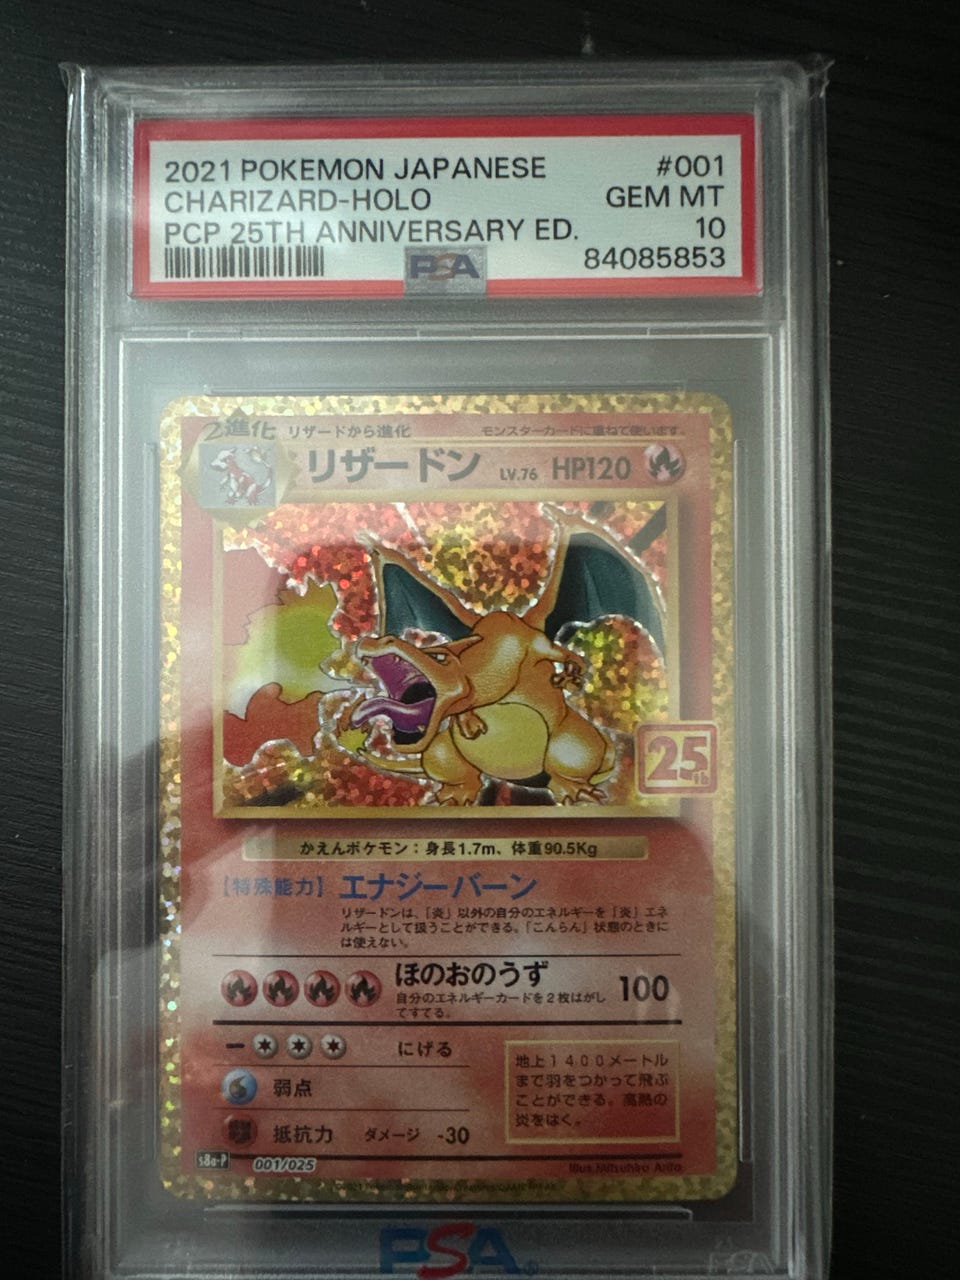 2021 POKEMON JAPANESE #001
CHARIZARD-HOLO GEM MT
PCP 25TH ANNIVERSARY ED. 10
PSA 84085853
2進化 リザードから進化 モンスターカードに重ねて使います。
リザードン LV.76 HP120
25th
かえんポケモン：身長1.7m、体重90.5Kg
【特殊能力】 エナジーバーン
リザードンは、「炎」以外の自分のエネルギーを「炎」エネ
ルギーとして扱うことができる。「こんらん」状態のときに
は使えない。
ほのおのうず 100
自分のエネルギーカードを2枚はがし
てすてる。
にげる
弱点
抵抗力 ダメージ -30
地上1400メートル
まで羽をつかって飛ぶ
ことができる。高熱の
炎をはく。
s8a-P 001/025 Illus.Mitsuhiro Arita
PSA